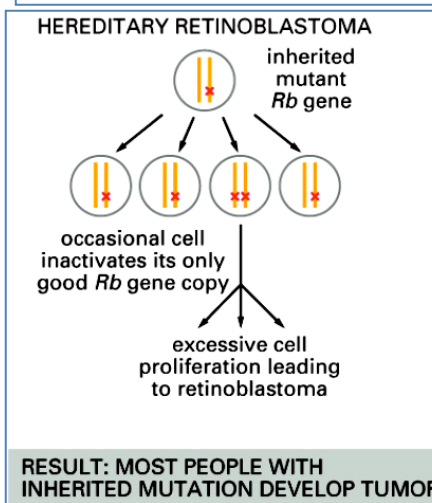 HEREDITARY RETINOBLASTOMA
inherited
mutant
Rb gene
occasional cell
inactivates its only
good Rb gene copy
excessive cell
proliferation leading
to retinoblastoma
RESULT: MOST PEOPLE WITH
INHERITED MUTATION DEVELOP TUMOR